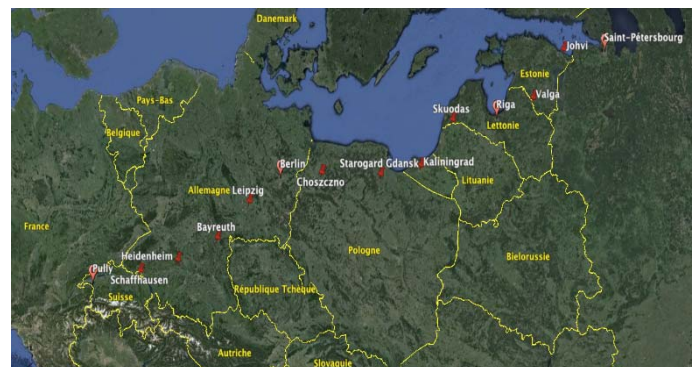 Danemark
Saint-Pétersbourg
Johvi
Estonie
Pays-Bas
Valga
Riga
Skuodas
Lettonie
Belgique
Berlin
Starogard Gdansk
Kaliningrad
Choszczno
Lituanie
Allemagne
Leipzig
France
Bayreuth
Pologne
Bielorussie
Heidenheim
Pully
Schaffhausen
Suisse
République Tchèque
Autriche
Slovaquie